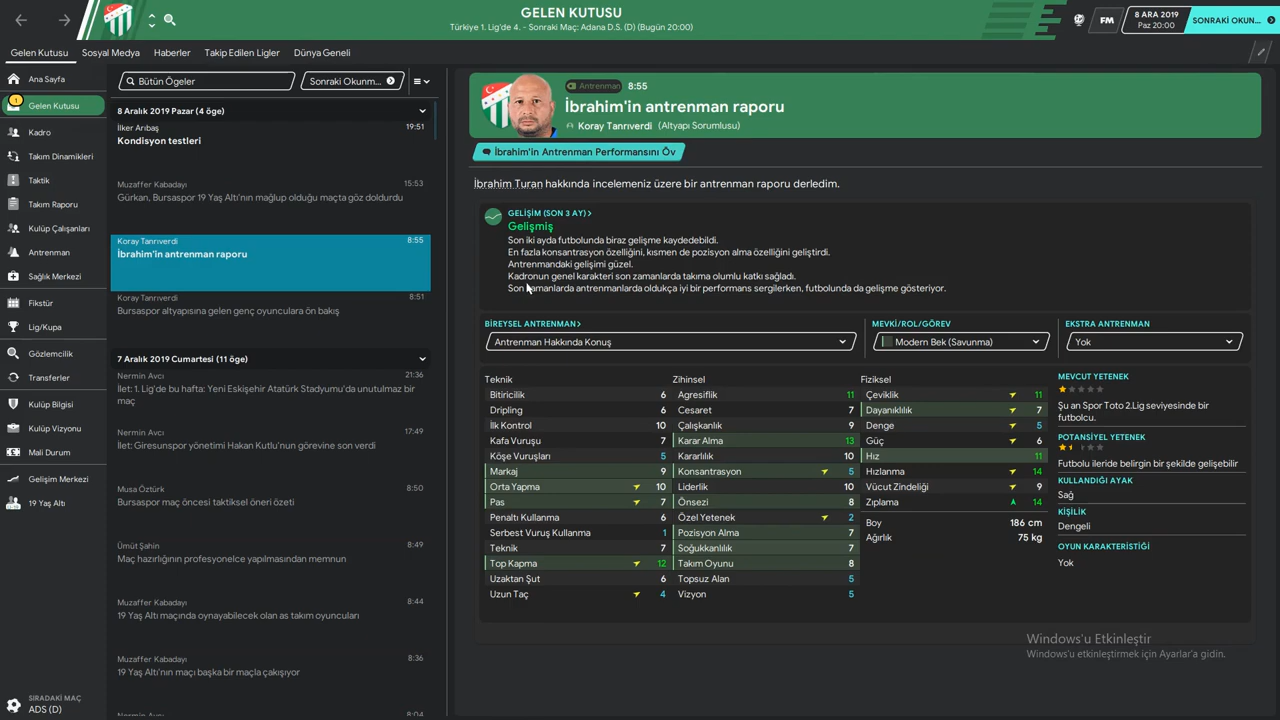 GELEN KUTUSU
Türkiye 1. Lig'de 4. - Sonraki Maç: Adana D.S. (D) (Bugün 20:00)
FM
8 ARA 2019
Paz 20:00
SONRAKİ OKUN...
Gelen Kutusu
Sosyal Medya
Haberler
Takip Edilen Ligler
Dünya Geneli
Ana Sayfa
1
Gelen Kutusu
Kadro
Takım Dinamikleri
Taktik
Takım Raporu
Kulüp Çalışanları
Antrenman
Sağlık Merkezi
Fikstür
Lig/Kupa
Gözlemcilik
Transferler
Kulüp Bilgisi
Kulüp Vizyonu
Mali Durum
Gelişim Merkezi
19 Yaş Altı
SIRADAKİ MAÇ
ADS (D)
Bütün Ögeler
Sonraki Okunm...
8 Aralık 2019 Pazar (4 öge)
İlker Arıbaş 19:51
Kondisyon testleri
Muzaffer Kabadayı 15:53
Gürkan, Bursaspor 19 Yaş Altı'nın mağlup olduğu maçta göz doldurdu
Koray Tanrıverdi 8:55
İbrahim'in antrenman raporu
Koray Tanrıverdi 8:51
Bursaspor altyapısına gelen genç oyunculara ön bakış
7 Aralık 2019 Cumartesi (11 öge)
Nermin Avcı 21:36
İlet: 1. Lig'de bu hafta: Yeni Eskişehir Atatürk Stadyumu'da unutulmaz bir
maç
Nermin Avcı 17:49
İlet: Giresunspor yönetimi Hakan Kutlu'nun görevine son verdi
Musa Öztürk 8:50
Bursaspor maç öncesi taktiksel öneri özeti
Ümüt Şahin 8:49
Maç hazırlığının profesyonelce yapılmasından memnun
Muzaffer Kabadayı 8:44
19 Yaş Altı maçında oynayabilecek olan as takım oyuncuları
Muzaffer Kabadayı 8:36
19 Yaş Altı'nın maçı başka bir maçla çakışıyor
Nermin Avcı 8:04
Antrenman 8:55
İbrahim'in antrenman raporu
Koray Tanrıverdi (Altyapı Sorumlusu)
İbrahim'in Antrenman Performansını Öv
İbrahim Turan hakkında incelemeniz üzere bir antrenman raporu derledim.
GELİŞİM (SON 3 AY)
Gelişmiş
Son iki ayda futbolunda biraz gelişme kaydedebildi.
En fazla konsantrasyon özelliğini, kısmen de pozisyon alma özelliğini geliştirdi.
Antrenmandaki gelişimi güzel.
Kadronun genel karakteri son zamanlarda takıma olumlu katkı sağladı.
Son zamanlarda antrenmanlarda oldukça iyi bir performans sergilerken, futbolunda da gelişme gösteriyor.
BİREYSEL ANTRENMAN
Antrenman Hakkında Konuş
MEVKİ/ROL/GÖREV
Modern Bek (Savunma)
EKSTRA ANTRENMAN
Yok
Teknik
Bitiricilik 6
Dripling 6
İlk Kontrol 10
Kafa Vuruşu 7
Köşe Vuruşları 5
Markaj 9
Orta Yapma 10
Pas 7
Penaltı Kullanma 6
Serbest Vuruş Kullanma 1
Teknik 7
Top Kapma 12
Uzaktan Şut 6
Uzun Taç 4
Zihinsel
Agresiflik 11
Cesaret 7
Çalışkanlık 9
Karar Alma 13
Kararlılık 10
Konsantrasyon 5
Liderlik 10
Önsezi 8
Özel Yetenek 2
Pozisyon Alma 7
Soğukkanlılık 7
Takım Oyunu 8
Topsuz Alan 5
Vizyon 5
Fiziksel
Çeviklik 11
Dayanıklılık 7
Denge 5
Güç 6
Hız 11
Hızlanma 14
Vücut Zindeliği 9
Zıplama 14
Boy 186 cm
Ağırlık 75 kg
MEVCUT YETENEK
Şu an Spor Toto 2.Lig seviyesinde bir
futbolcu.
POTANSİYEL YETENEK
Futbolu ileride belirgin bir şekilde gelişebilir
KULLANDIĞI AYAK
Sağ
KİŞİLİK
Dengeli
OYUN KARAKTERİSTİĞİ
Yok
Windows'u Etkinleştir
Windows'u etkinleştirmek için Ayarlar'a gidin.